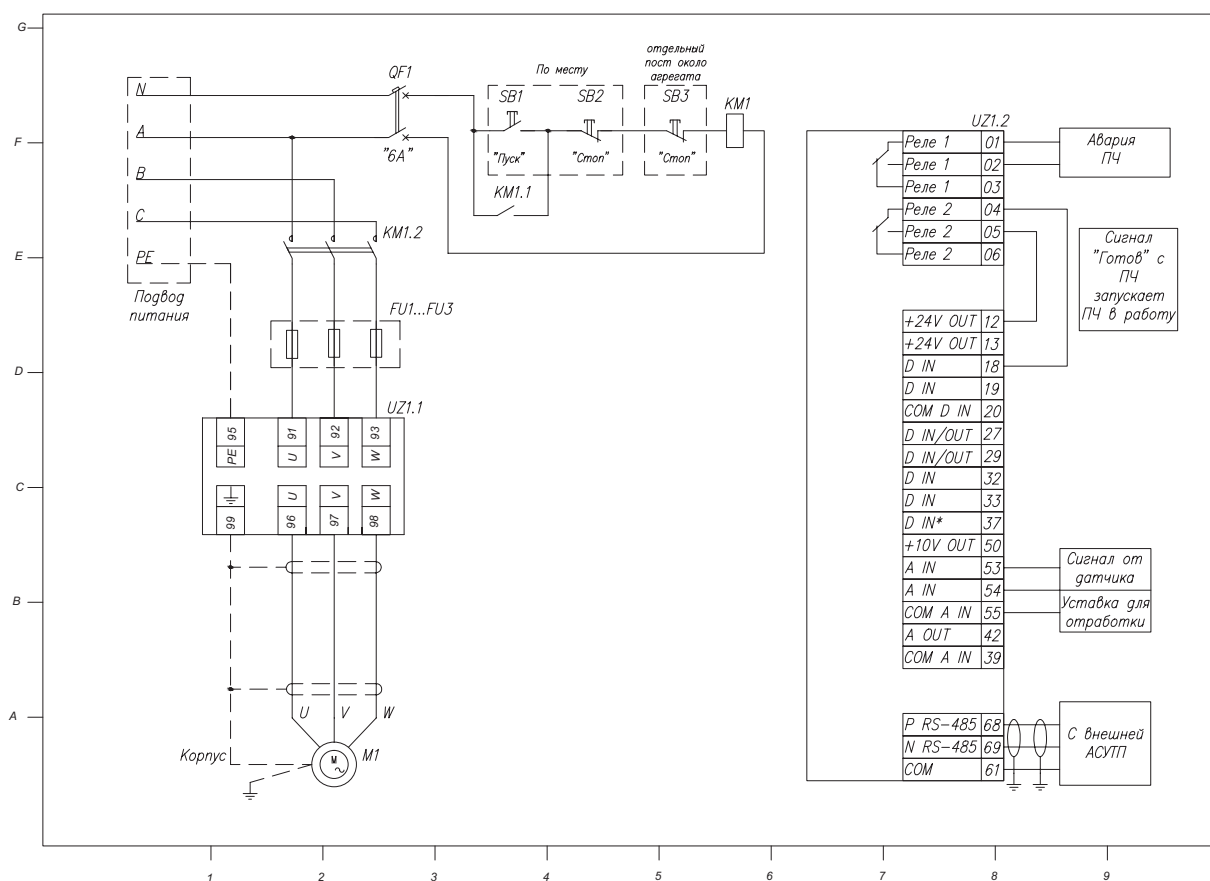 G
F
E
D
C
B
A
1
2
3
4
5
6
7
8
9
N
A
B
C
PE
Подвод
питания
QF1
"6А"
По месту
SB1
"Пуск"
SB2
"Стоп"
отдельный
пост около
агрегата
SB3
"Стоп"
KM1
KM1.1
KM1.2
FU1...FU3
UZ1.1
95
PE
91
U
92
V
93
W
99
96
U
97
V
98
W
U
V
W
Корпус
M
M1
UZ1.2
Реле 1 01
Реле 1 02
Реле 1 03
Реле 2 04
Реле 2 05
Реле 2 06
+24V OUT 12
+24V OUT 13
D IN 18
D IN 19
COM D IN 20
D IN/OUT 27
D IN/OUT 29
D IN 32
D IN 33
D IN* 37
+10V OUT 50
A IN 53
A IN 54
COM A IN 55
A OUT 42
COM A IN 39
P RS-485 68
N RS-485 69
COM 61
Авария
ПЧ
Сигнал
"Готов" с
ПЧ
запускает
ПЧ в работу
Сигнал от
датчика
Уставка для
отработки
С внешней
АСУТП